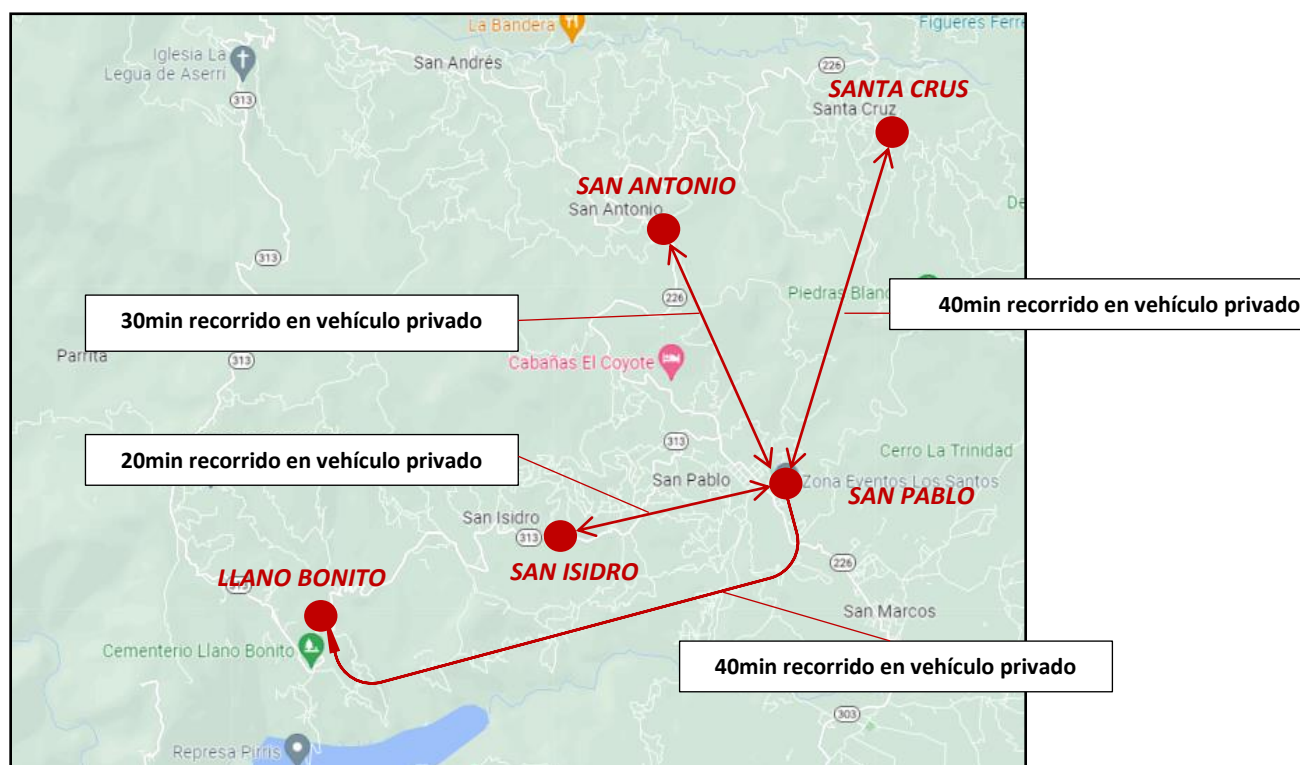 La Bandera
Figueres Ferre
Iglesia La
Legua de Aserri
San Andrés
226
SANTA CRUS
313
Santa Cruz
SAN ANTONIO
San Antonio
De
313
226
Piedras Blanc
30min recorrido en vehículo privado
40min recorrido en vehículo privado
Parrita
313
Cabañas El Coyote
313
Cerro La Trinidad
20min recorrido en vehículo privado
San Pablo
Zona Eventos Los Santos
SAN PABLO
San Isidro
313
SAN ISIDRO
LLANO BONITO
313
226
San Marcos
Cementerio Llano Bonito
40min recorrido en vehículo privado
303
Represa Pirris